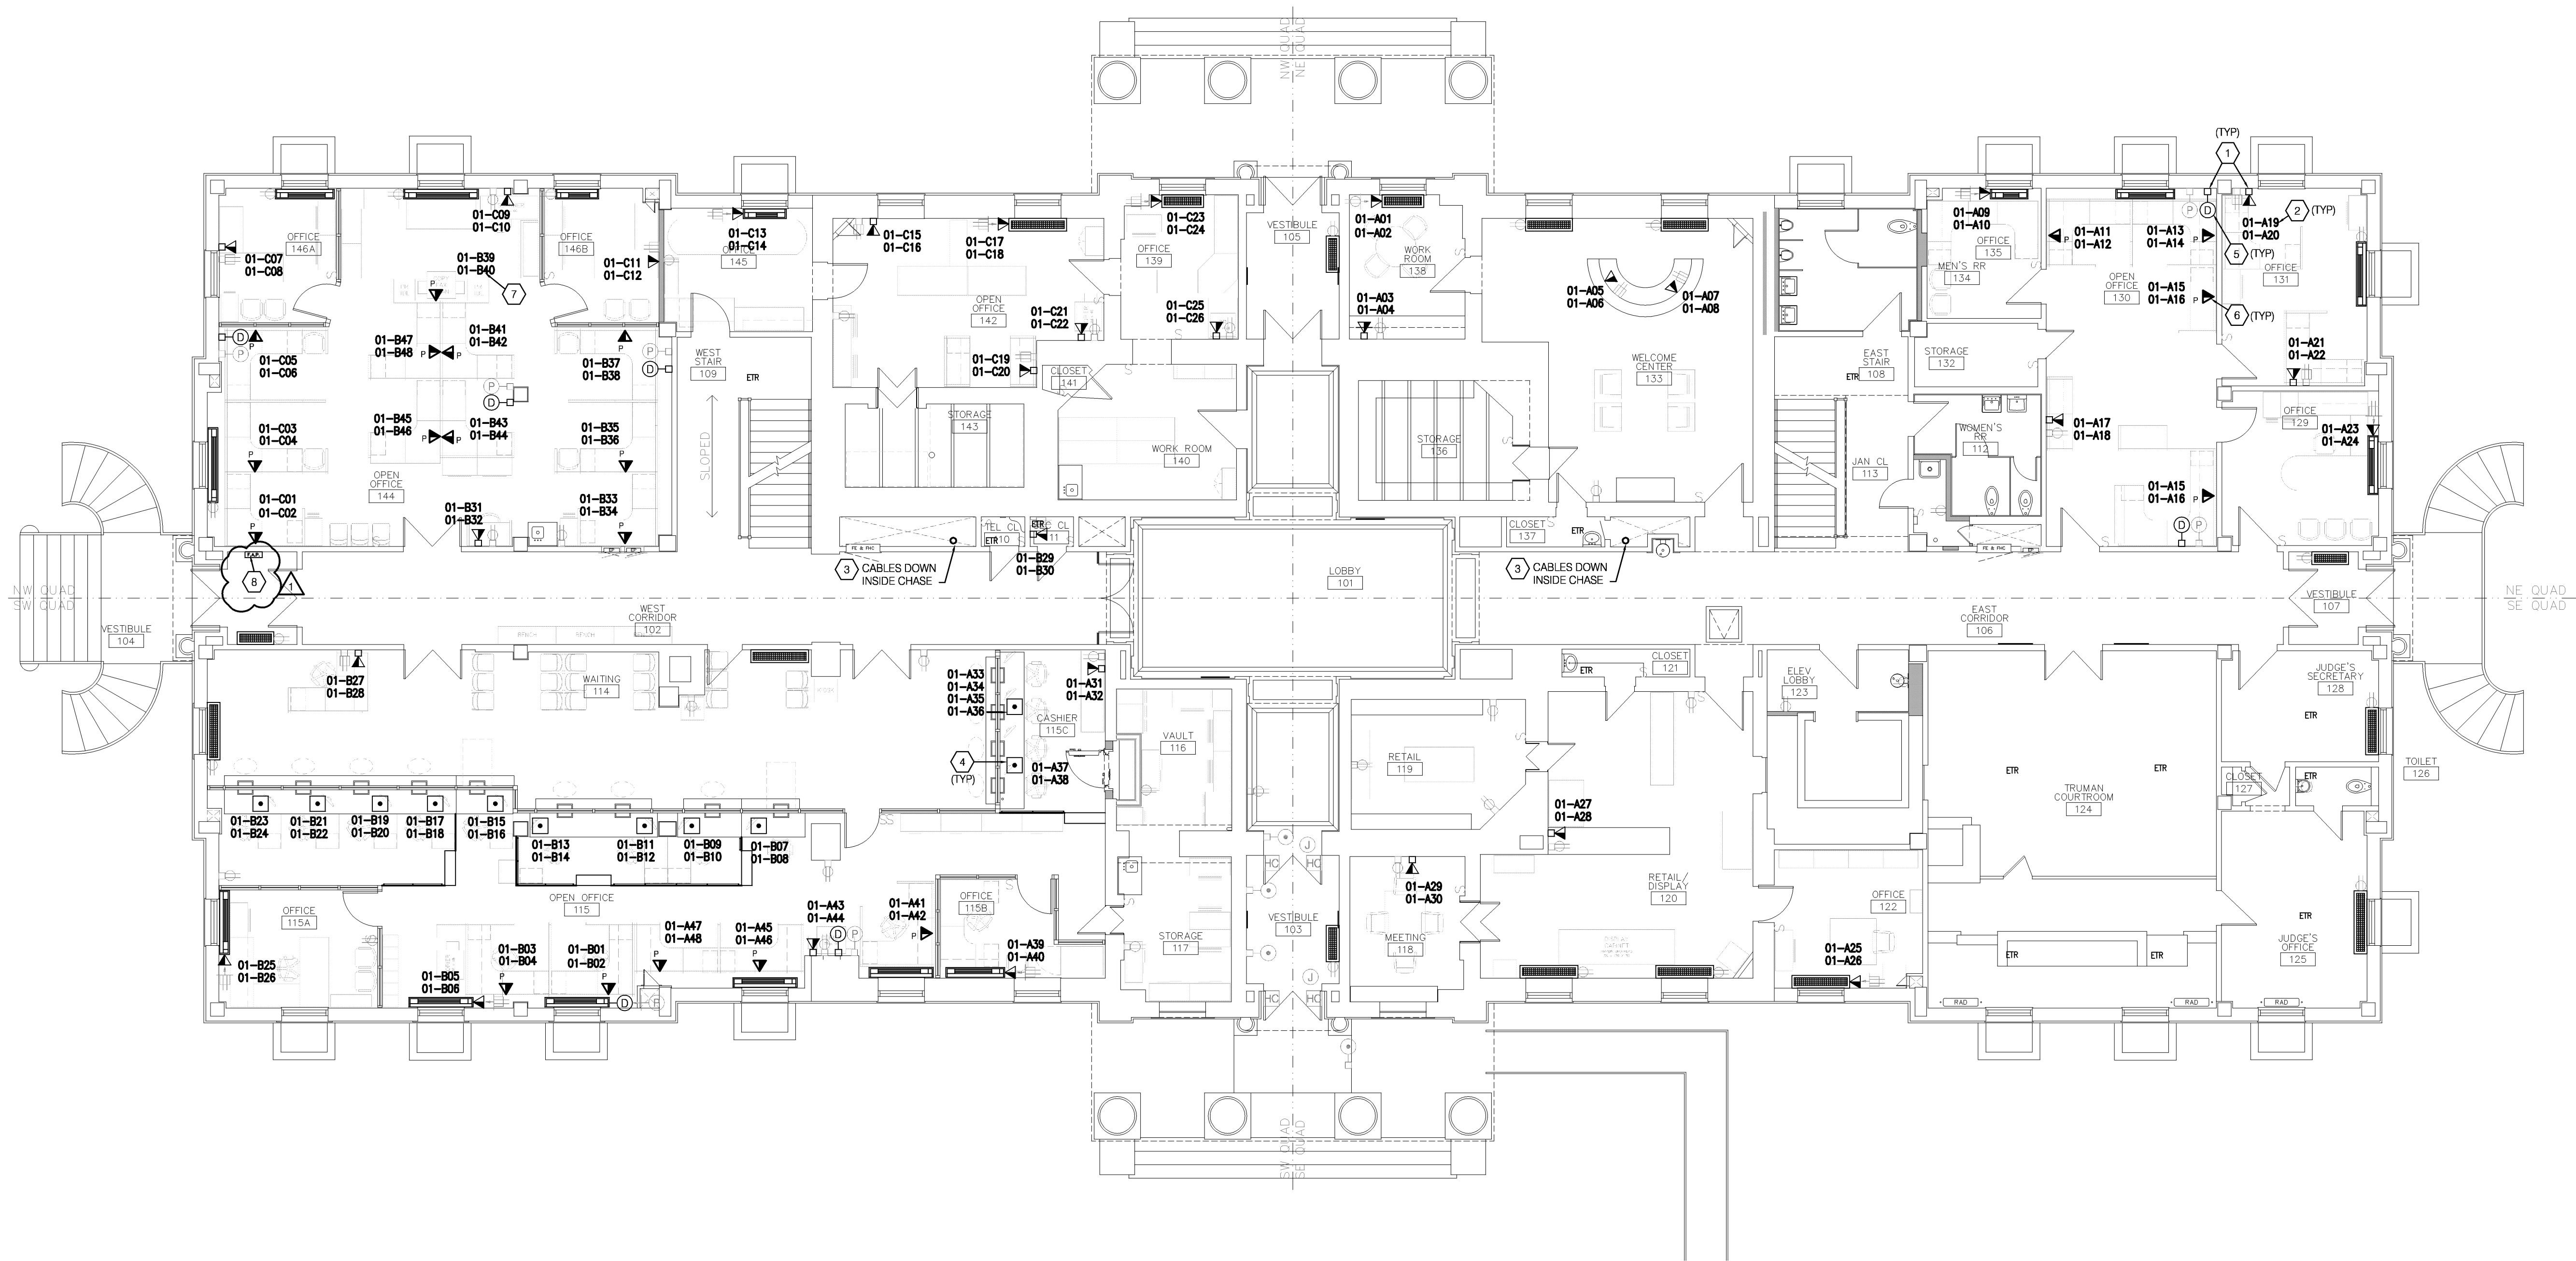 NW QUAD
NE QUAD
(TYP)
1
01-C09
01-C10
OFFICE
146A
01-C07
01-C08
OFFICE
146B
01-C11
01-C12
01-B39
01-B40
7
P
01-C13
01-C14
OFFICE
145
01-C15
01-C16
01-C17
01-C18
01-C23
01-C24
OFFICE
139
VESTIBULE
105
01-A01
01-A02
WORK
ROOM
138
01-A03
01-A04
01-A05
01-A06
01-A07
01-A08
01-A09
01-A10
OFFICE
135
MEN'S RR
134
P
D
01-A11
01-A12
P
01-A13
01-A14
P
01-A19
01-A20
2
(TYP)
5
(TYP)
OFFICE
131
OPEN
OFFICE
130
01-A15
01-A16
P
6
(TYP)
OPEN
OFFICE
142
01-C21
01-C22
01-C25
01-C26
D
P
P
01-C05
01-C06
01-B47
01-B48
P
P
01-B41
01-B42
P
01-B37
01-B38
P
D
WEST
STAIR
109
ETR
01-C19
01-C20
CLOSET
141
WELCOME
CENTER
133
EAST
STAIR
108
ETR
STORAGE
132
01-A21
01-A22
P
D
01-C03
01-C04
P
01-B45
01-B46
P
P
01-B43
01-B44
01-B35
01-B36
P
SLOPED
STORAGE
143
WORK ROOM
140
STORAGE
136
WOMEN'S
RR
112
JAN CL
113
01-A17
01-A18
OFFICE
129
01-A23
01-A24
OPEN
OFFICE
144
01-C01
01-C02
P
01-B31
01-B32
01-B33
01-B34
P
01-A15
01-A16
P
D
P
TEL CL
ETR
ETR
FE & FHC
3
CABLES DOWN
INSIDE CHASE
01-B29
01-B30
CLOSET
137
ETR
3
CABLES DOWN
INSIDE CHASE
FE & FHC
F.A.P.
8
1
LOBBY
101
NW QUAD
SW QUAD
VESTIBULE
104
WEST
CORRIDOR
102
BENCH
BENCH
EAST
CORRIDOR
106
VESTIBULE
107
NE QUAD
SE QUAD
01-B27
01-B28
WAITING
114
01-A33
01-A34
01-A35
01-A36
01-A31
01-A32
CASHIER
115C
4
(TYP)
01-A37
01-A38
VAULT
116
RETAIL
119
ETR
CLOSET
121
ELEV
LOBBY
123
JUDGE'S
SECRETARY
128
ETR
ETR
ETR
TRUMAN
COURTROOM
124
CLOSET
127
ETR
TOILET
126
01-B23
01-B24
01-B21
01-B22
01-B19
01-B20
01-B17
01-B18
01-B15
01-B16
01-B13
01-B14
01-B11
01-B12
01-B09
01-B10
01-B07
01-B08
01-A27
01-A28
J
HC
HC
OFFICE
115A
01-B25
01-B26
OPEN OFFICE
115
01-B05
01-B06
01-B03
01-B04
P
01-B01
01-B02
P
D
P
01-A47
01-A48
P
01-A45
01-A46
P
01-A43
01-A44
D
P
01-A41
01-A42
P
OFFICE
115B
01-A39
01-A40
STORAGE
117
VESTIBULE
103
J
HC
HC
01-A29
01-A30
MEETING
118
RETAIL/
DISPLAY
120
DISPLAY
CABINET
OFFICE
122
01-A25
01-A26
ETR
ETR
ETR
JUDGE'S
OFFICE
125
RAD
RAD
RAD
SW QUAD
SE QUAD